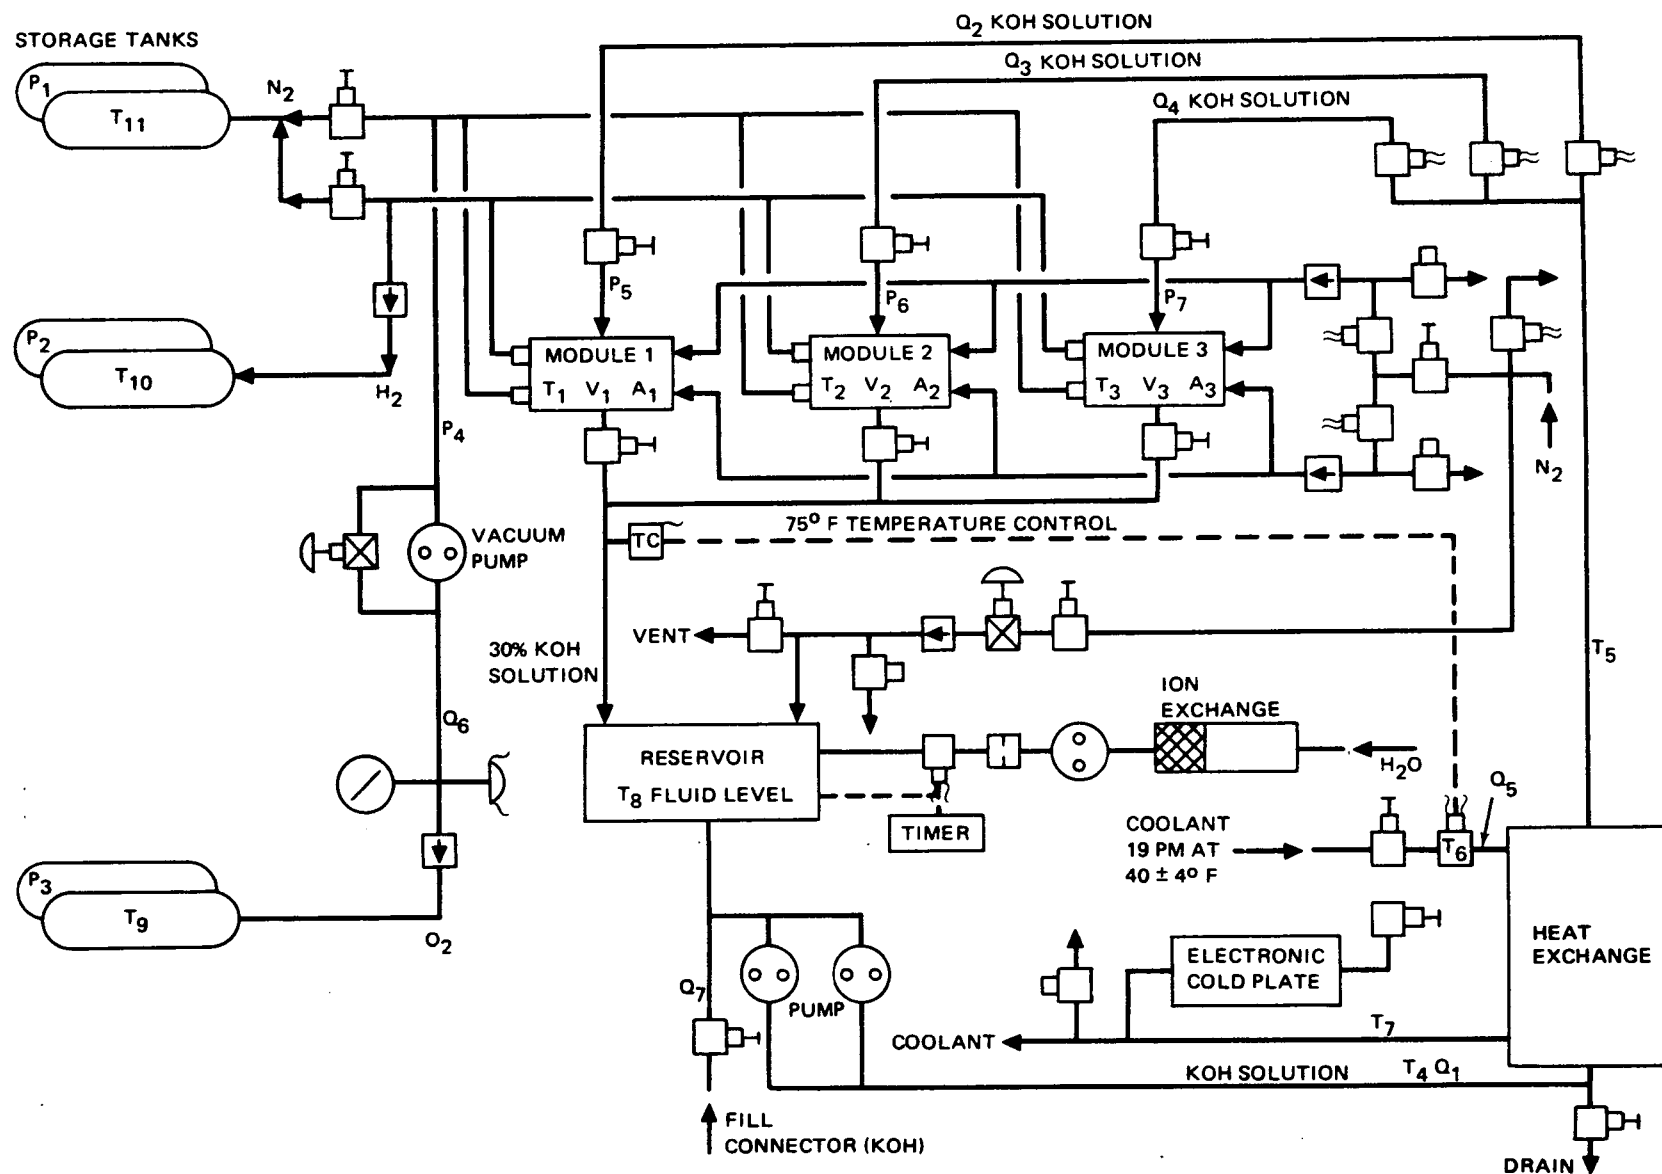 Q2 KOH SOLUTION
STORAGE TANKS
Q3 KOH SOLUTION
P1
N2
T11
Q4 KOH SOLUTION
P5
P6
P7
P2
T10
H2
MODULE 1
T1 V1 A1
MODULE 2
T2 V2 A2
MODULE 3
T3 V3 A3
P4
N2
75° F TEMPERATURE CONTROL
TC
VACUUM
PUMP
VENT
30% KOH
SOLUTION
T5
ION
EXCHANGE
Q6
RESERVOIR
T8 FLUID LEVEL
H2O
Q5
TIMER
COOLANT
19 PM AT
40 ± 4° F
T6
P3
T9
O2
HEAT
EXCHANGE
ELECTRONIC
COLD PLATE
Q7
PUMP
T7
COOLANT
KOH SOLUTION
T4 Q1
FILL
CONNECTOR (KOH)
DRAIN